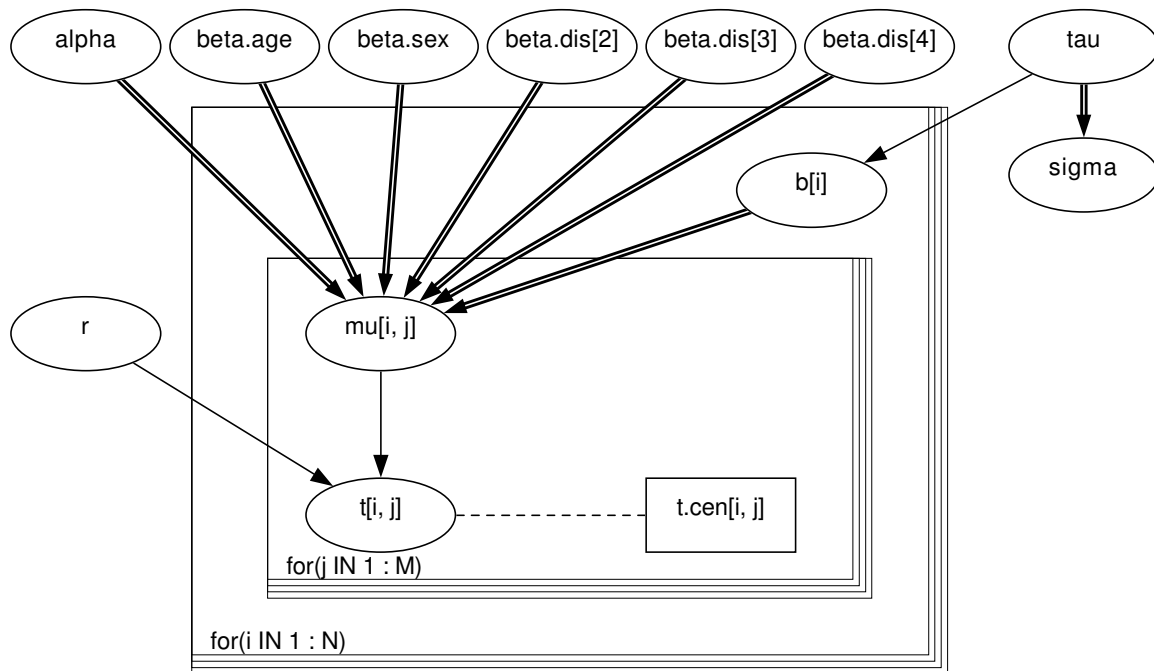 alpha
beta.age
beta.sex
beta.dis[2]
beta.dis[3]
beta.dis[4]
tau
b[i]
sigma
r
mu[i, j]
t[i, j]
t.cen[i, j]
for(j IN 1 : M)
for(i IN 1 : N)